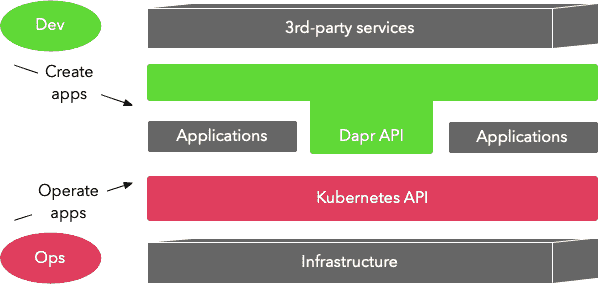 Dev
3rd-party services
Create
apps
Applications
Dapr API
Applications
Operate
apps
Kubernetes API
Ops
Infrastructure